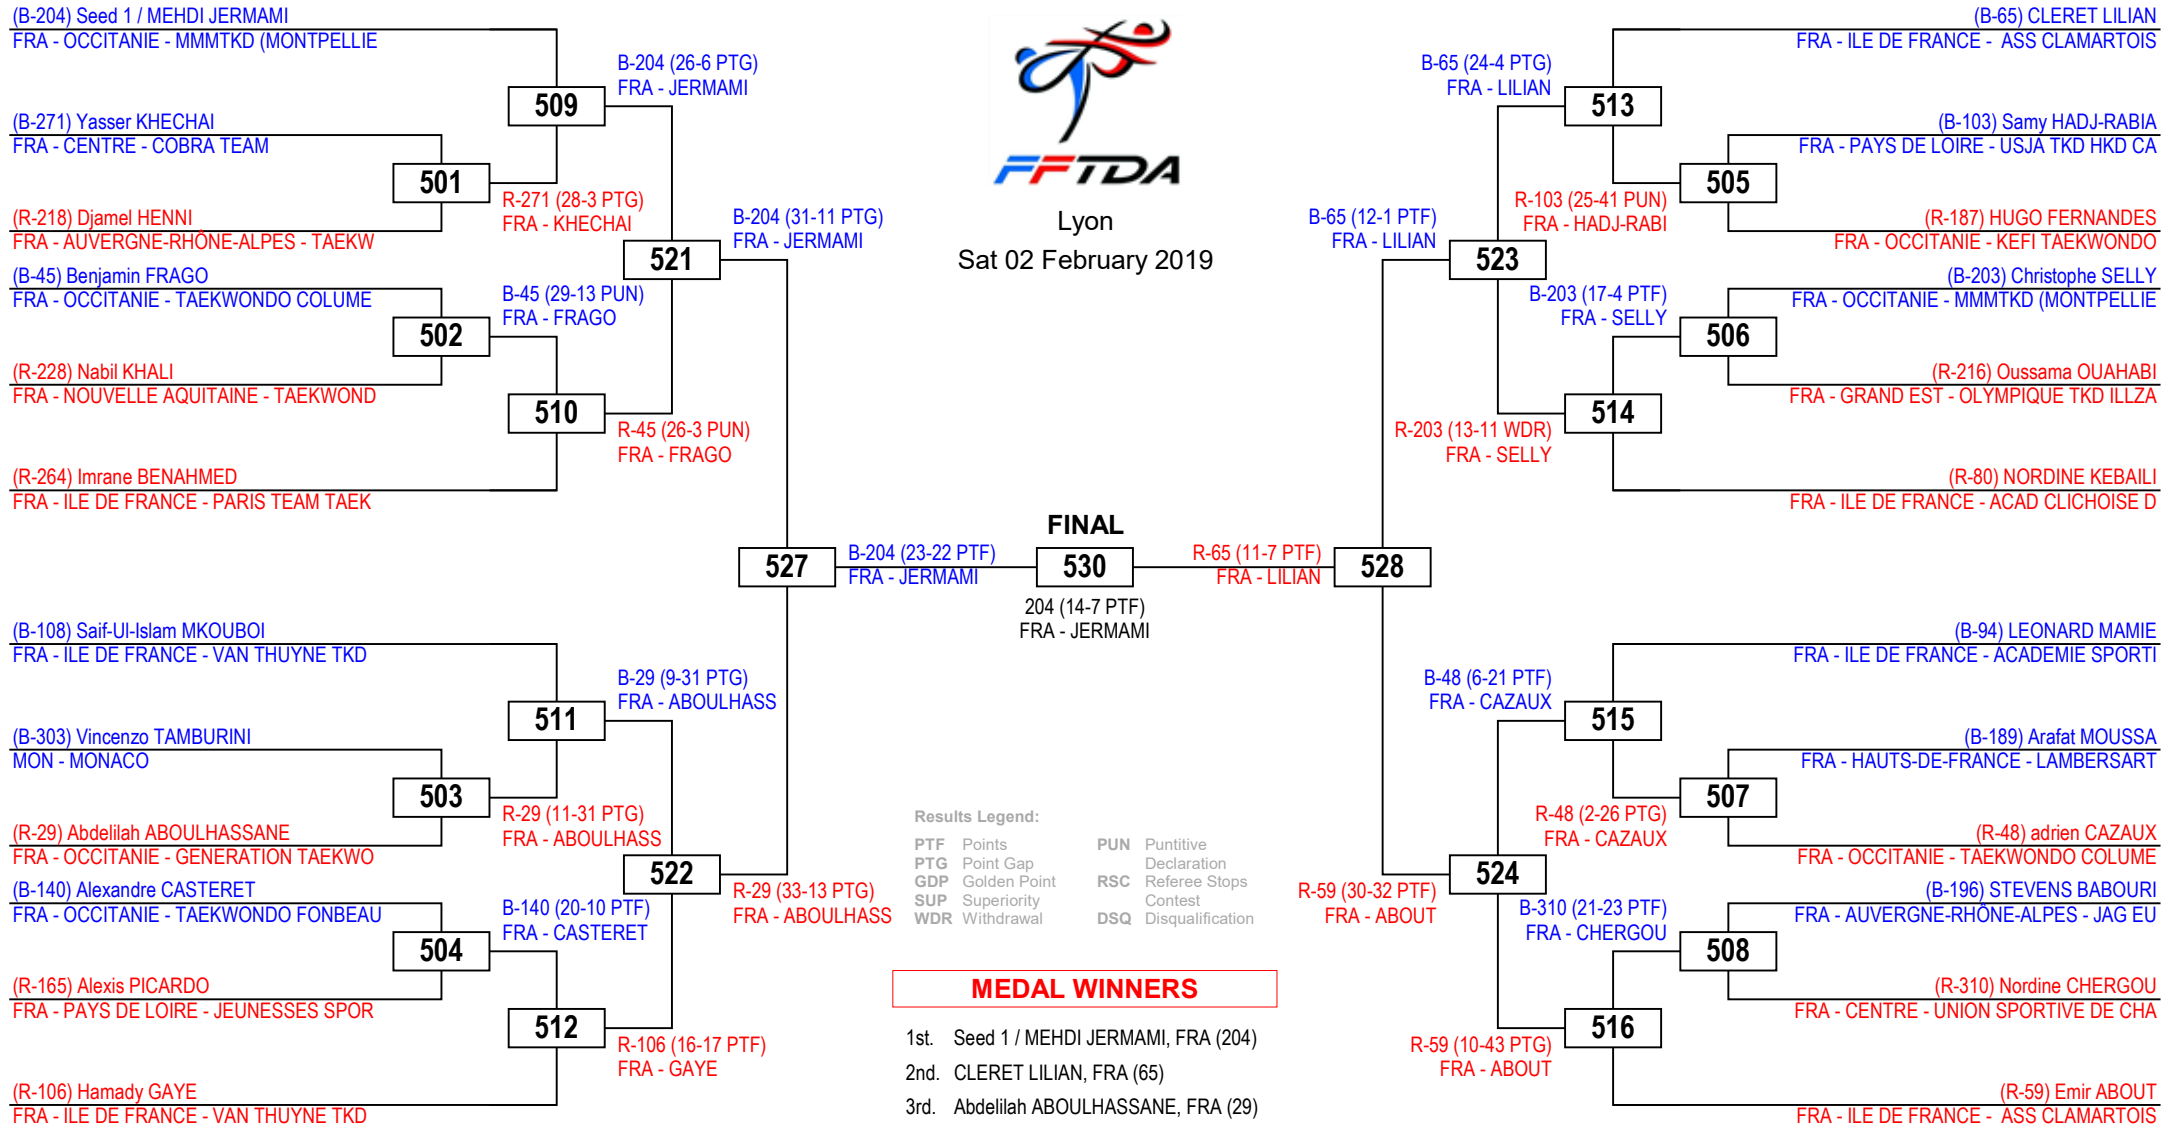 (B-204) Seed 1 / MEHDI JERMAMI
FRA - OCCITANIE - MMMTKD (MONTPELLIE
(B-271) Yasser KHECHAI
FRA - CENTRE - COBRA TEAM
(R-218) Djamel HENNI
FRA - AUVERGNE-RHÔNE-ALPES - TAEKW
(B-45) Benjamin FRAGO
FRA - OCCITANIE - TAEKWONDO COLUME
(R-228) Nabil KHALI
FRA - NOUVELLE AQUITAINE - TAEKWOND
(R-264) Imrane BENAHMED
FRA - ILE DE FRANCE - PARIS TEAM TAEK
(B-108) Saif-Ul-Islam MKOUBOI
FRA - ILE DE FRANCE - VAN THUYNE TKD
(B-303) Vincenzo TAMBURINI
MON - MONACO
(R-29) Abdelilah ABOULHASSANE
FRA - OCCITANIE - GENERATION TAEKWO
(B-140) Alexandre CASTERET
FRA - OCCITANIE - TAEKWONDO FONBEAU
(R-165) Alexis PICARDO
FRA - PAYS DE LOIRE - JEUNESSES SPOR
(R-106) Hamady GAYE
FRA - ILE DE FRANCE - VAN THUYNE TKD
501
R-271 (28-3 PTG)
FRA - KHECHAI
502
B-45 (29-13 PUN)
FRA - FRAGO
503
R-29 (11-31 PTG)
FRA - ABOULHASS
504
B-140 (20-10 PTF)
FRA - CASTERET
509
B-204 (26-6 PTG)
FRA - JERMAMI
510
R-45 (26-3 PUN)
FRA - FRAGO
511
B-29 (9-31 PTG)
FRA - ABOULHASS
512
R-106 (16-17 PTF)
FRA - GAYE
521
B-204 (31-11 PTG)
FRA - JERMAMI
522
R-29 (33-13 PTG)
FRA - ABOULHASS
527
B-204 (23-22 PTF)
FRA - JERMAMI
FFTDA
Lyon
Sat 02 February 2019
FINAL
530
204 (14-7 PTF)
FRA - JERMAMI
R-65 (11-7 PTF)
FRA - LILIAN
528
B-65 (12-1 PTF)
FRA - LILIAN
523
R-59 (30-32 PTF)
FRA - ABOUT
524
B-65 (24-4 PTG)
FRA - LILIAN
513
R-203 (13-11 WDR)
FRA - SELLY
514
B-48 (6-21 PTF)
FRA - CAZAUX
515
R-59 (10-43 PTG)
FRA - ABOUT
516
R-103 (25-41 PUN)
FRA - HADJ-RABI
505
B-203 (17-4 PTF)
FRA - SELLY
506
R-48 (2-26 PTG)
FRA - CAZAUX
507
B-310 (21-23 PTF)
FRA - CHERGOU
508
(B-65) CLERET LILIAN
FRA - ILE DE FRANCE - ASS CLAMARTOIS
(B-103) Samy HADJ-RABIA
FRA - PAYS DE LOIRE - USJA TKD HKD CA
(R-187) HUGO FERNANDES
FRA - OCCITANIE - KEFI TAEKWONDO
(B-203) Christophe SELLY
FRA - OCCITANIE - MMMTKD (MONTPELLIE
(R-216) Oussama OUAHABI
FRA - GRAND EST - OLYMPIQUE TKD ILLZA
(R-80) NORDINE KEBAILI
FRA - ILE DE FRANCE - ACAD CLICHOISE D
(B-94) LEONARD MAMIE
FRA - ILE DE FRANCE - ACADEMIE SPORTI
(B-189) Arafat MOUSSA
FRA - HAUTS-DE-FRANCE - LAMBERSART
(R-48) adrien CAZAUX
FRA - OCCITANIE - TAEKWONDO COLUME
(B-196) STEVENS BABOURI
FRA - AUVERGNE-RHÔNE-ALPES - JAG EU
(R-310) Nordine CHERGOU
FRA - CENTRE - UNION SPORTIVE DE CHA
(R-59) Emir ABOUT
FRA - ILE DE FRANCE - ASS CLAMARTOIS
Results Legend:
PTF Points
PTG Point Gap
GDP Golden Point
SUP Superiority
WDR Withdrawal
PUN Puntitive
Declaration
RSC Referee Stops
Contest
DSQ Disqualification
MEDAL WINNERS
1st. Seed 1 / MEHDI JERMAMI, FRA (204)
2nd. CLERET LILIAN, FRA (65)
3rd. Abdelilah ABOULHASSANE, FRA (29)